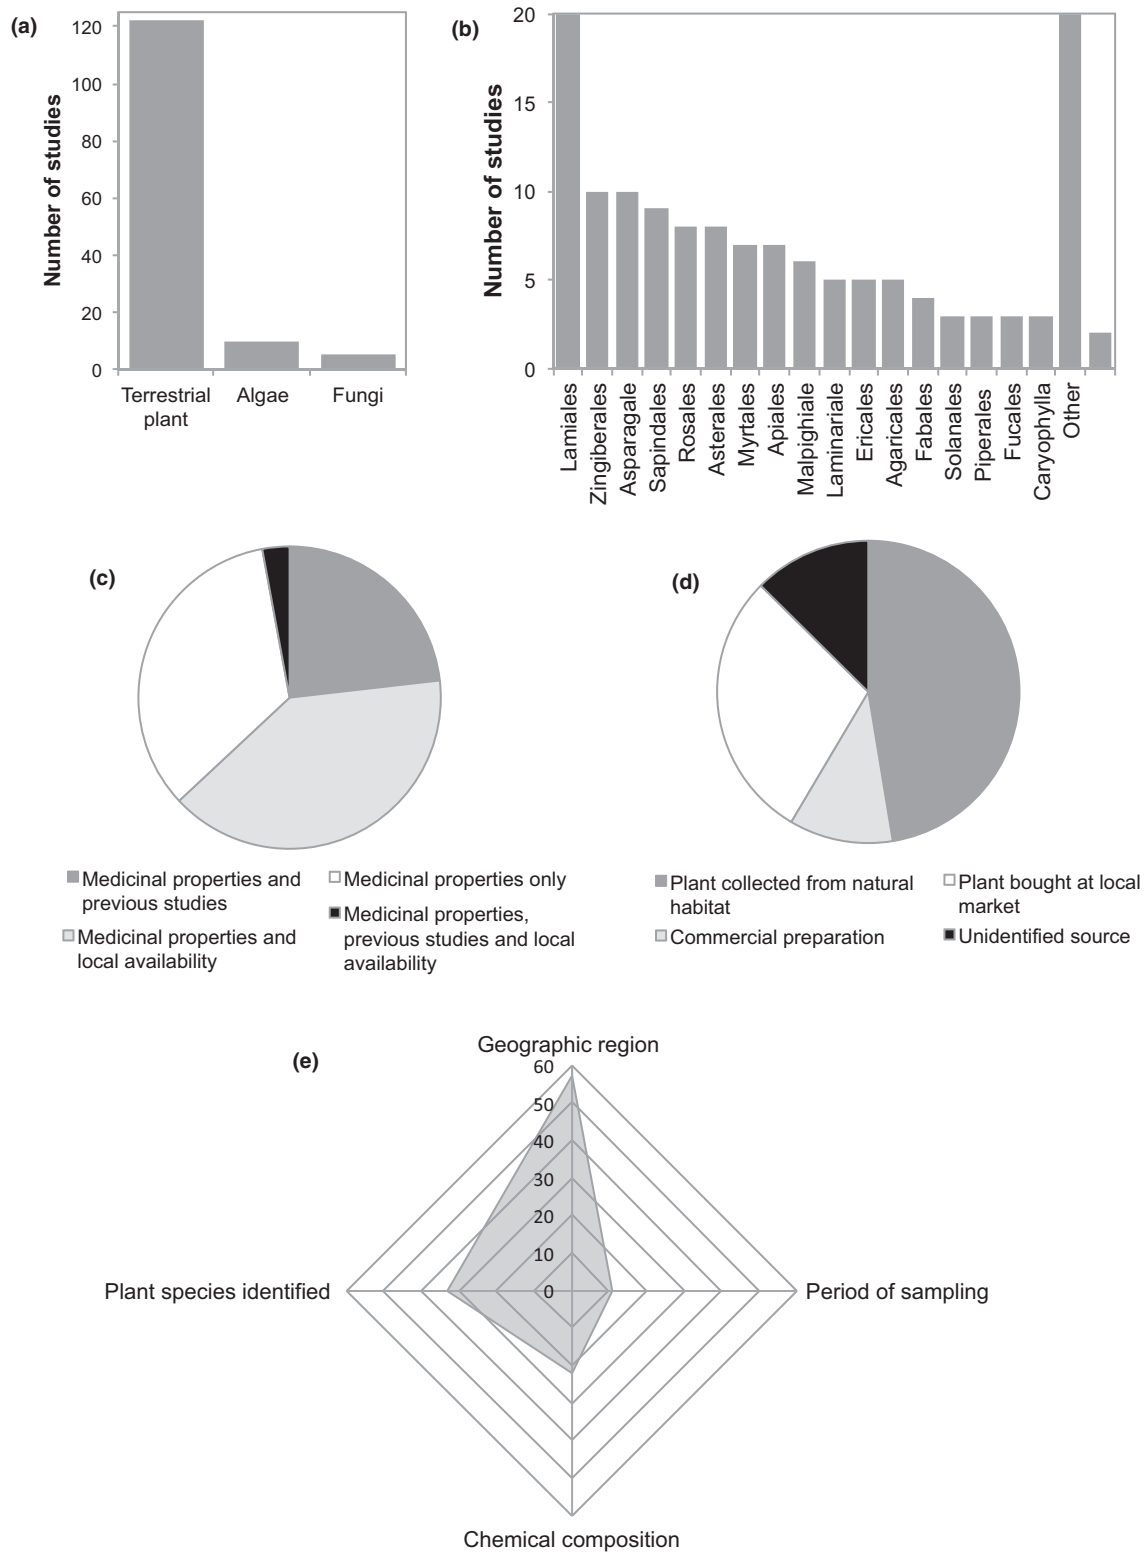 (a)
Number of studies
120
100
80
60
40
20
0
Terrestrial
plant
Algae
Fungi
(b)
Number of studies
20
15
10
5
0
Lamiales
Zingiberales
Asparagale
Sapindales
Rosales
Asterales
Myrtales
Apiales
Malpighiale
Laminariale
Ericales
Agaricales
Fabales
Solanales
Piperales
Fucales
Caryophylla
Other
(c)
Medicinal properties and
previous studies
Medicinal properties and
local availability
Medicinal properties only
Medicinal properties,
previous studies and local
availability
(d)
Plant collected from natural
habitat
Commercial preparation
Plant bought at local
market
Unidentified source
(e)
Geographic region
60
50
40
30
20
10
0
Plant species identified
Period of sampling
Chemical composition